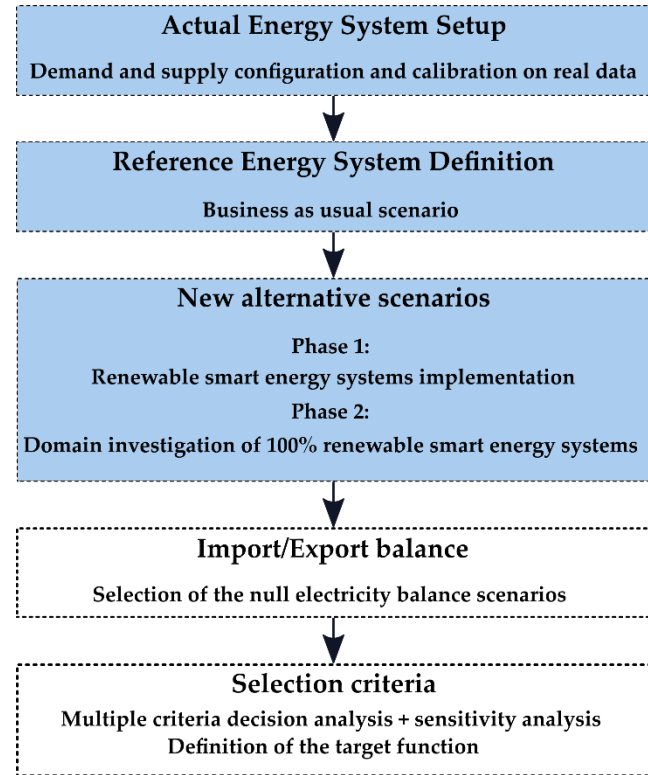 Actual Energy System Setup
Demand and supply configuration and calibration on real data
Reference Energy System Definition
Business as usual scenario
New alternative scenarios
Phase 1:
Renewable smart energy systems implementation
Phase 2:
Domain investigation of 100% renewable smart energy systems
Import/Export balance
Selection of the null electricity balance scenarios
Selection criteria
Multiple criteria decision analysis + sensitivity analysis
Definition of the target function